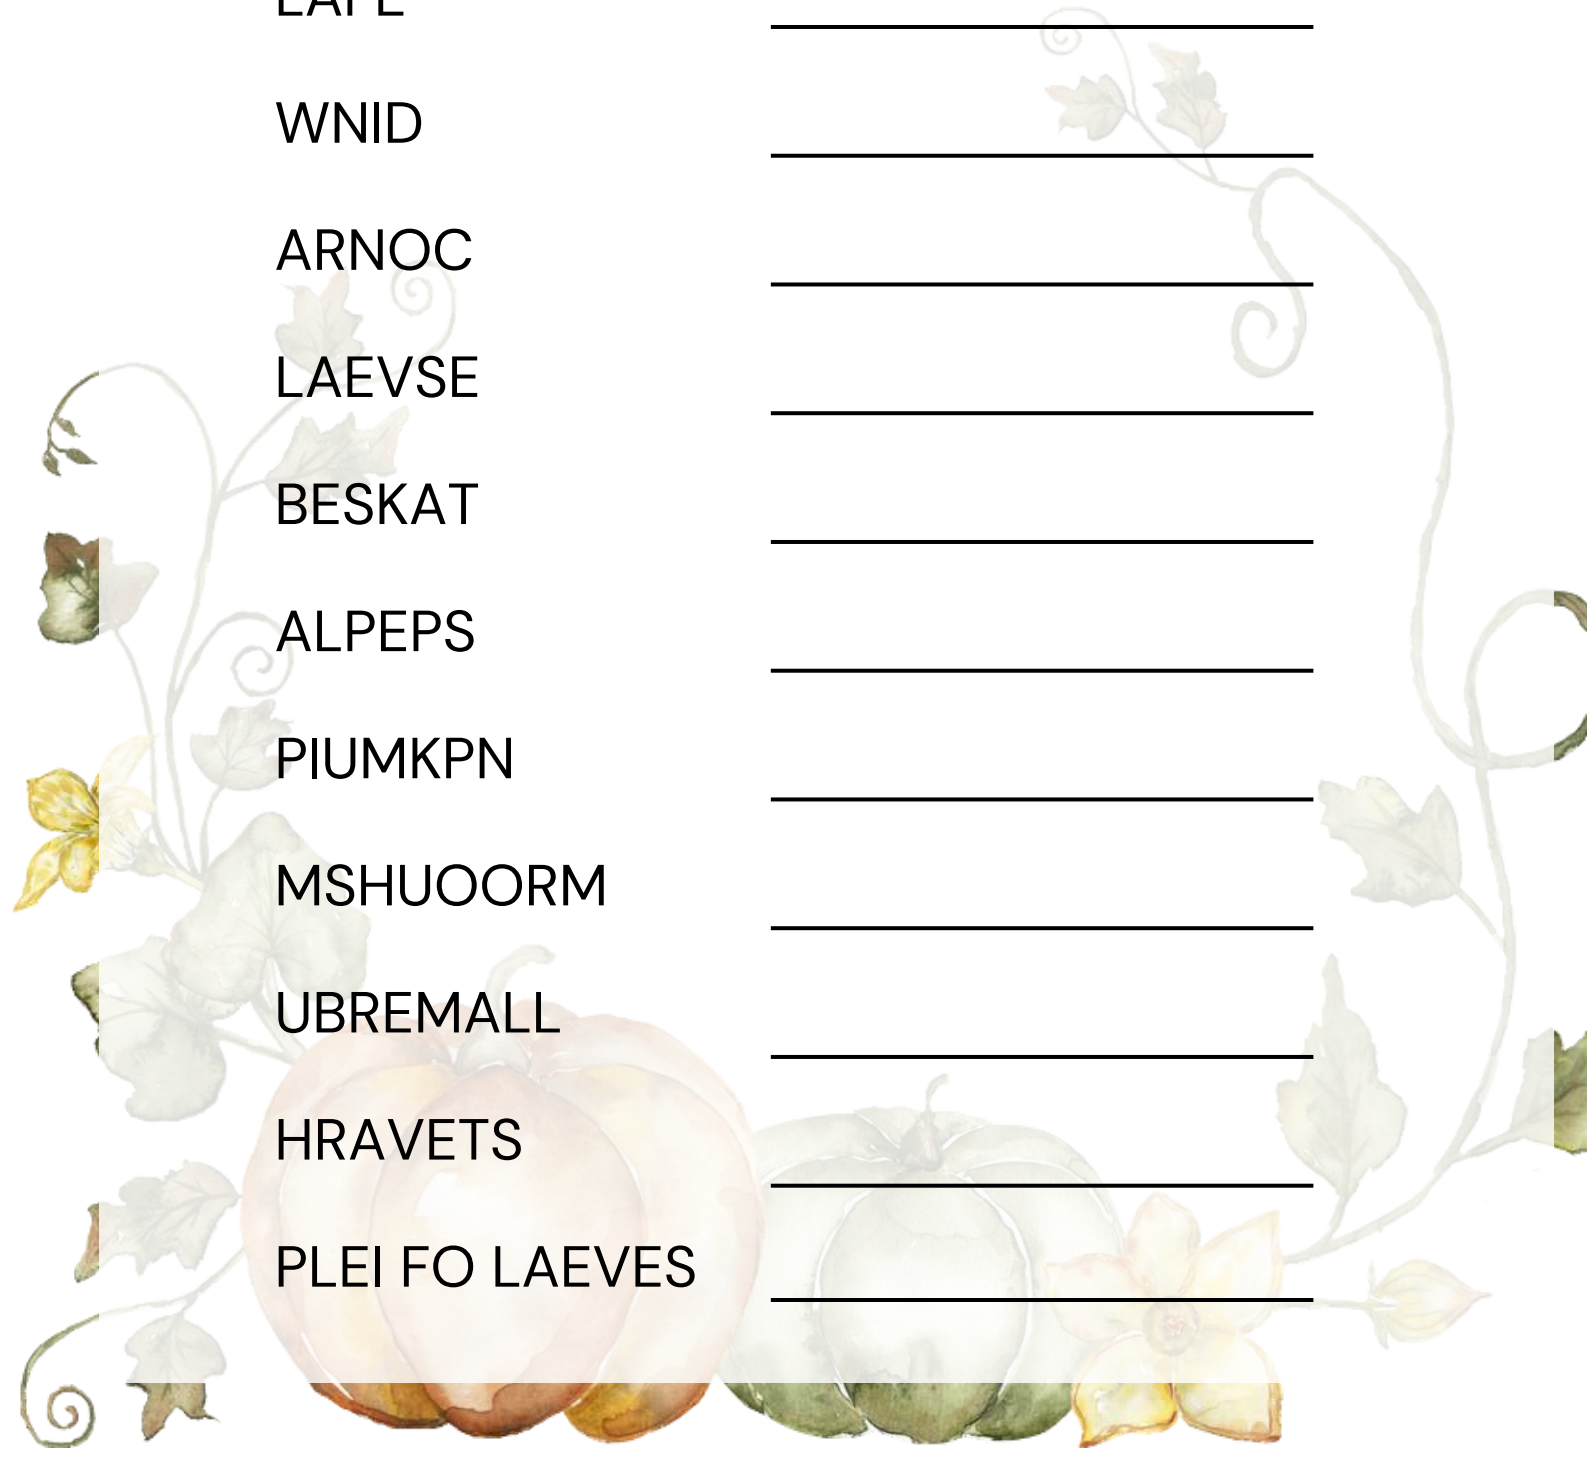 WNID
ARNOC
LAEVSE
BESKAT
ALPEPS
PIUMKPN
MSHUOORM
UBREMALL
HRAVETS
PLEI FO LAEVES